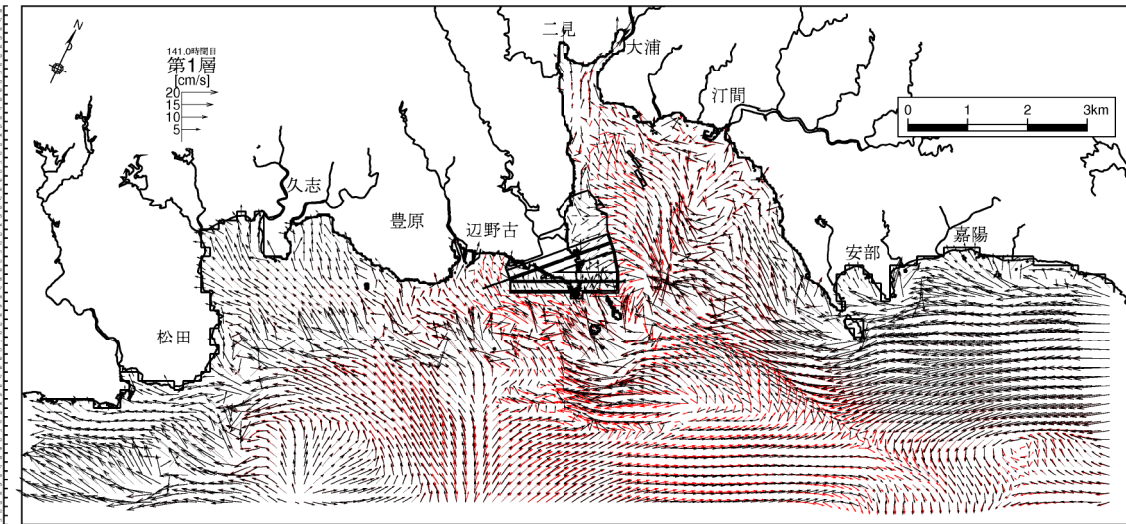 N
141.0時間目
第1層
[cm/s]
20
15
10
5
二見
大浦
汀間
0 1 2 3km
久志
豊原
辺野古
安部
嘉陽
松田